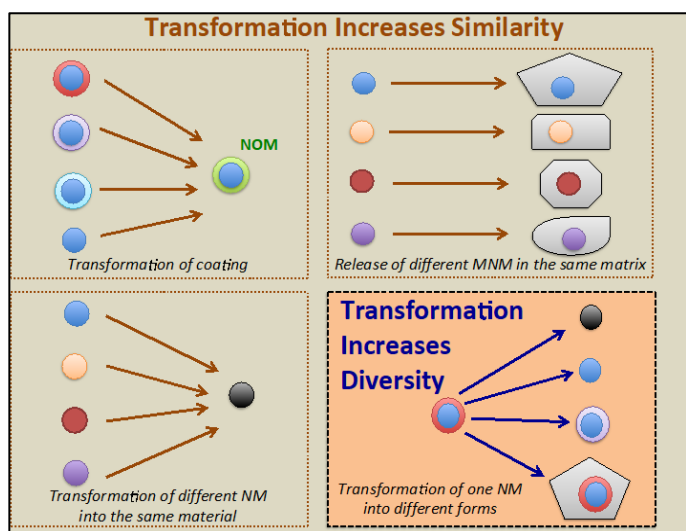 Transformation Increases Similarity
NOM
Transformation of coating
Release of different MNM in the same matrix
Transformation of different NM
into the same material
Transformation
Increases
Diversity
Transformation of one NM
into different forms